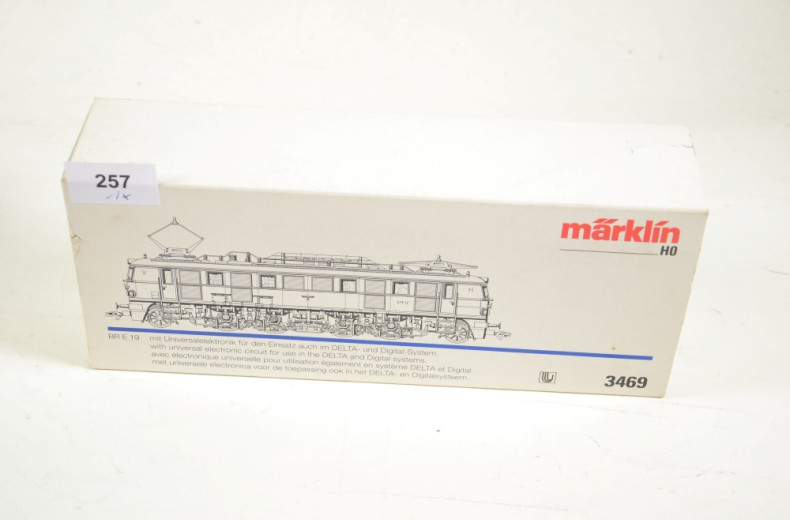 257
märklin
H0
BR E 19
mit Universalelektronik für den Einsatz auch im DELTA- und Digital-System.
with universal electronic circuit for use in the DELTA and Digital systems.
avec électronique universelle pour utilisation également en système DELTA et Digital.
met universele electronica voor de toepassing ook in het DELTA- en Digitalsysteem.
3469